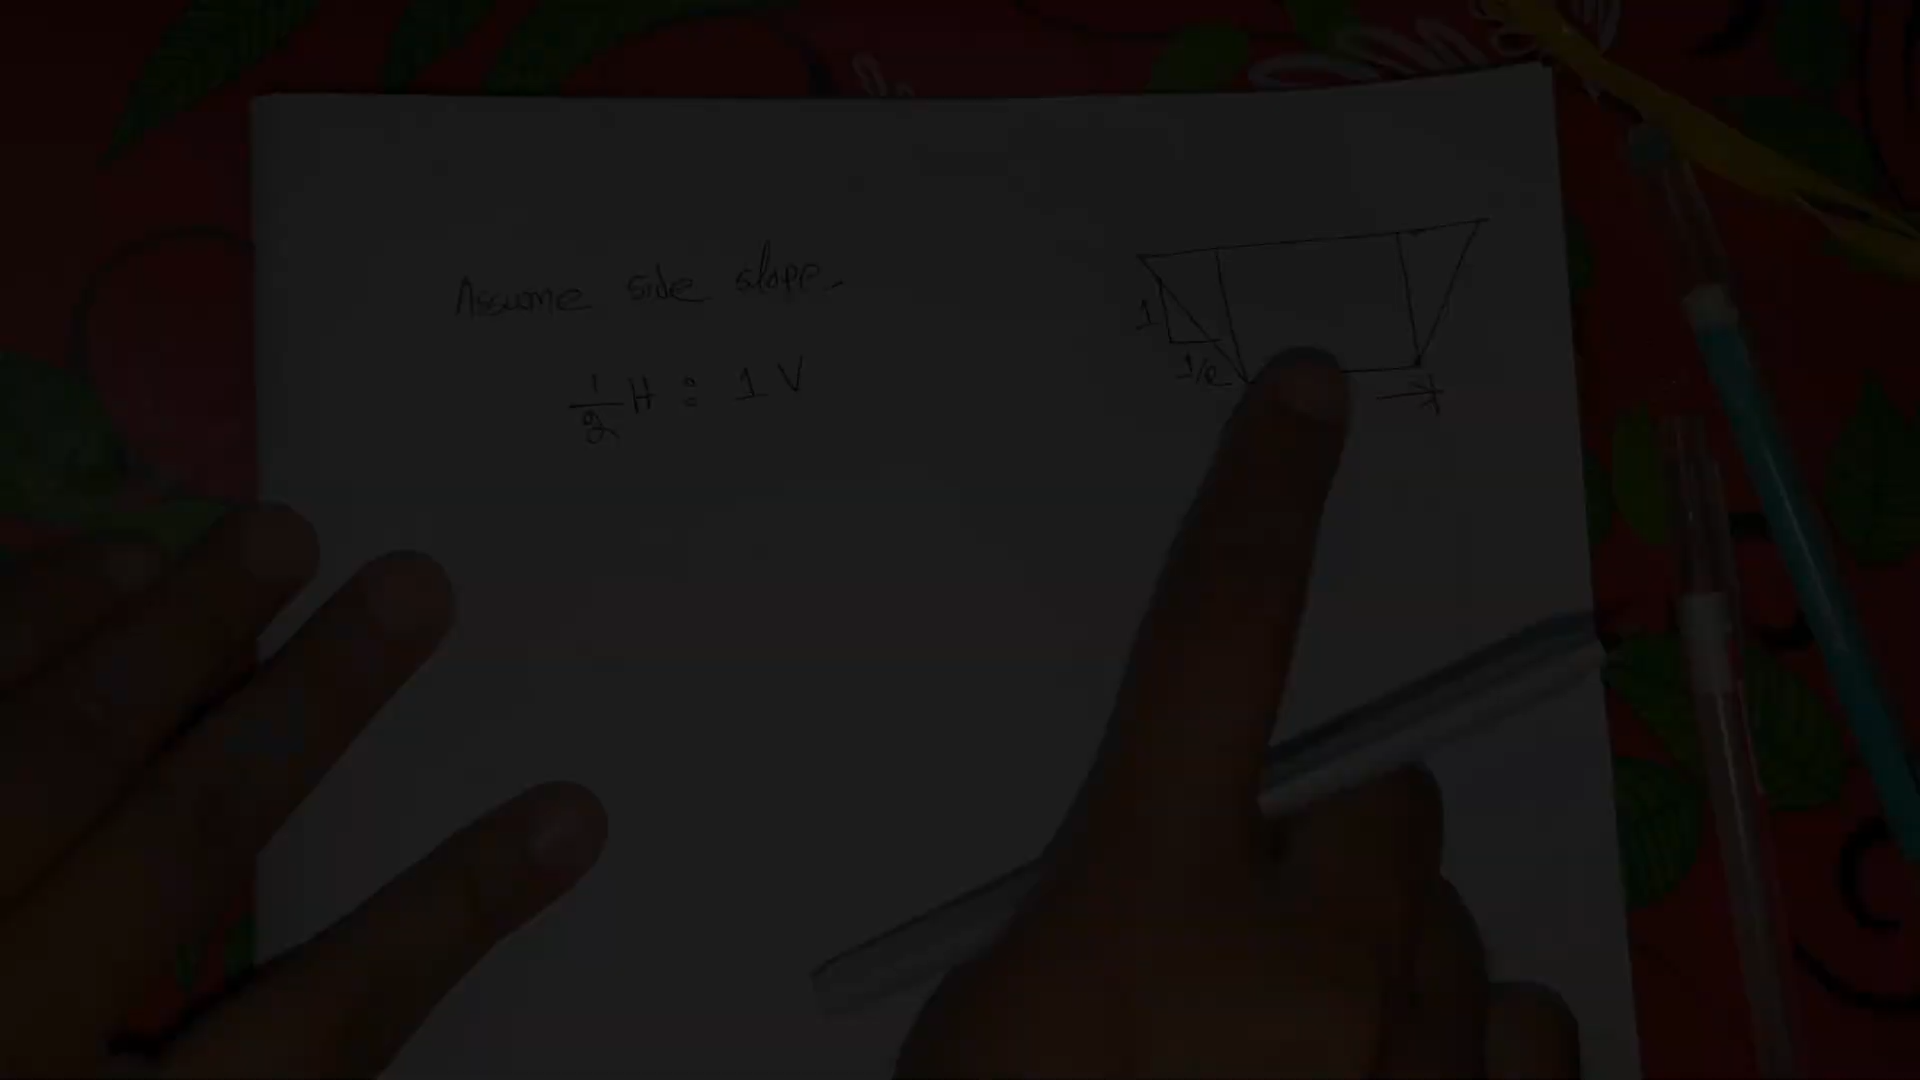 Assume side slope.
1/2 H : 1 V
1
1/2